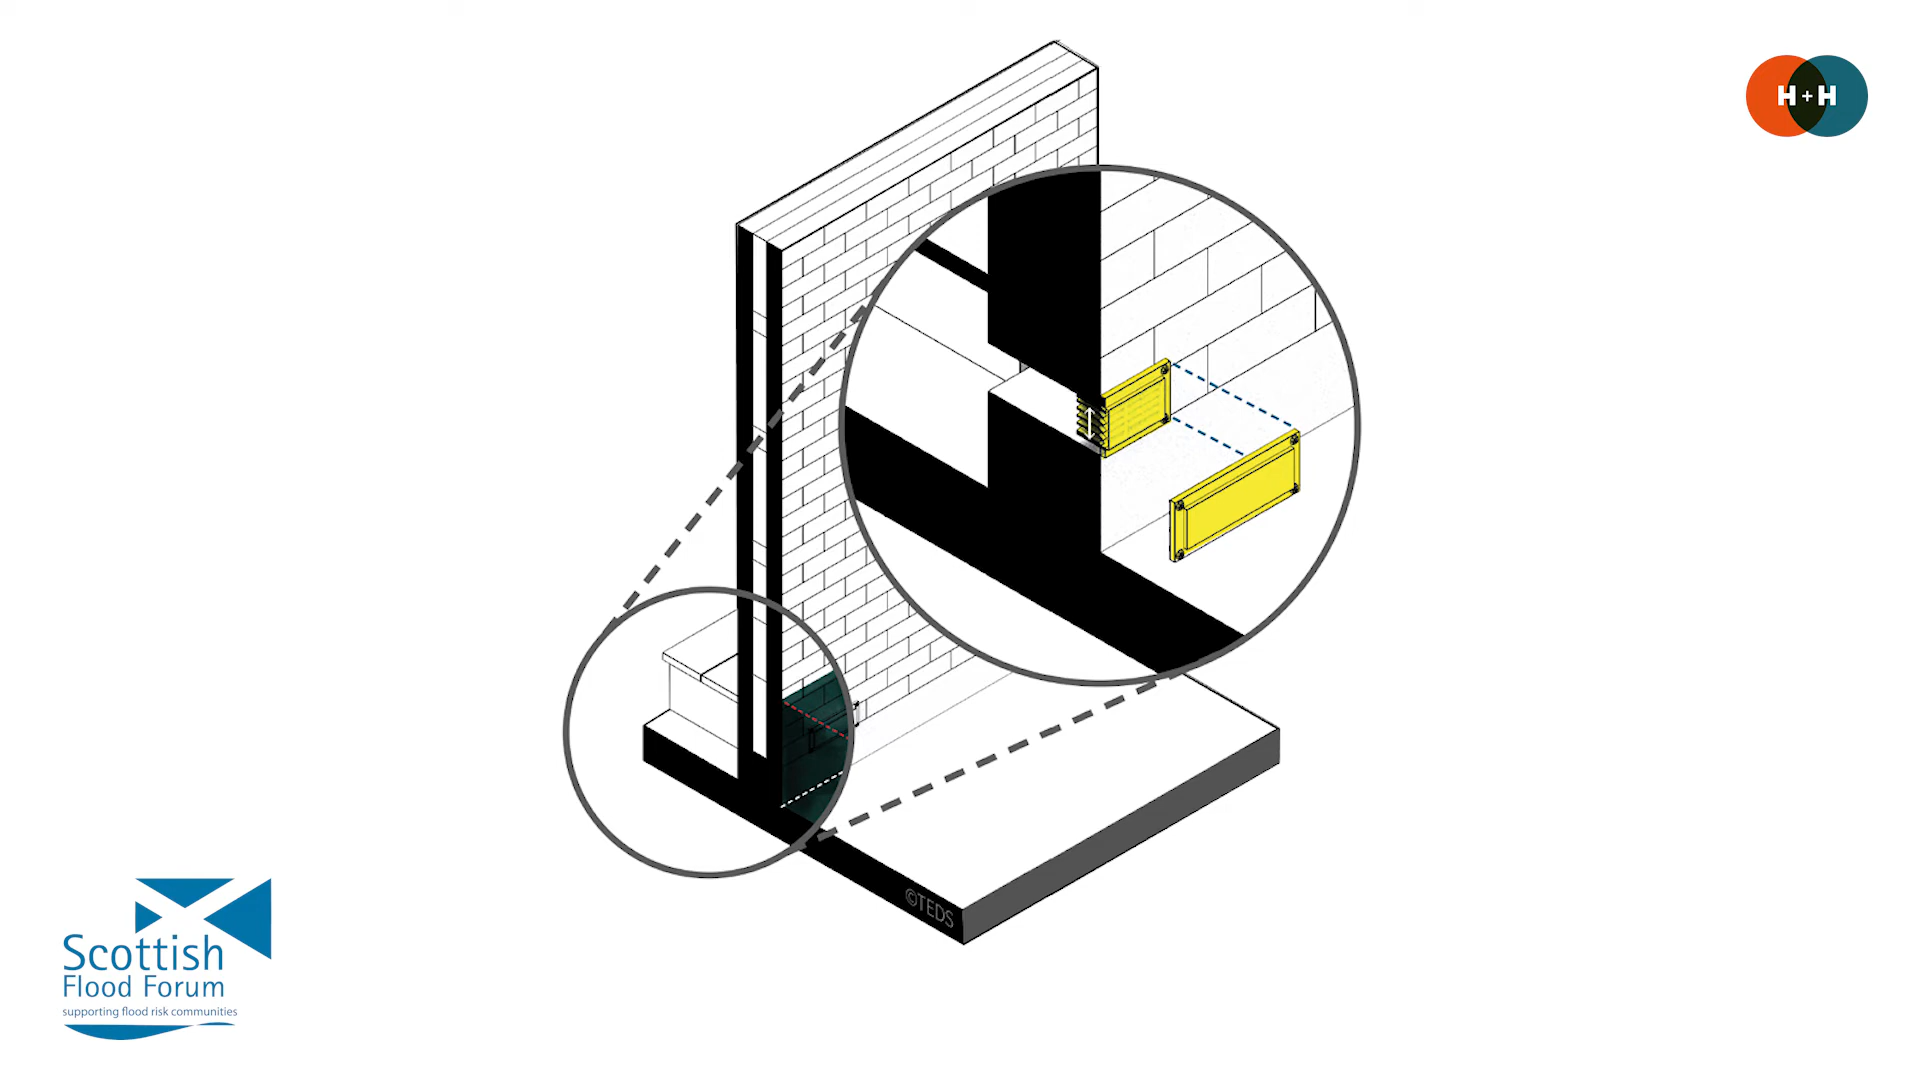 H+H
©TEDS
Scottish
Flood Forum
supporting flood risk communities